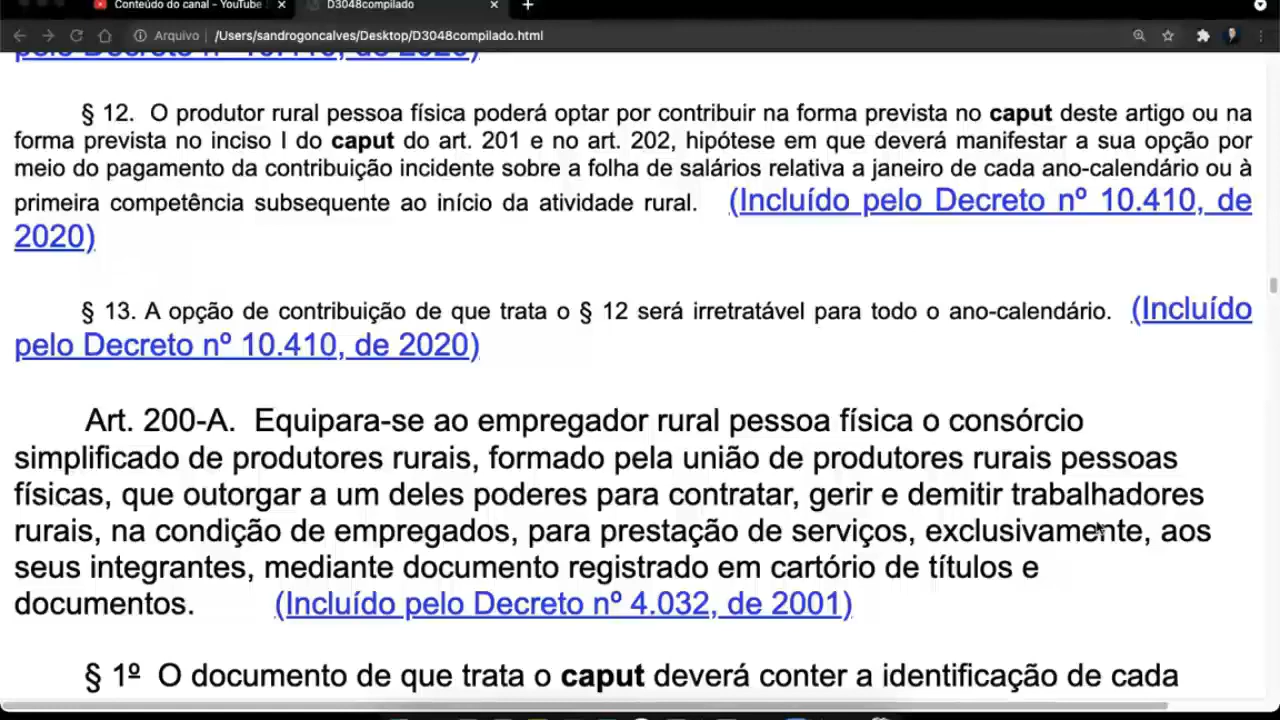 Conteúdo do canal - YouTube
D3048compilado
Arquivo
/Users/sandrogoncalves/Desktop/D3048compilado.html
pelo Decreto nº 10.410, de 2020)
§ 12. O produtor rural pessoa física poderá optar por contribuir na forma prevista no caput deste artigo ou na
forma prevista no inciso I do caput do art. 201 e no art. 202, hipótese em que deverá manifestar a sua opção por
meio do pagamento da contribuição incidente sobre a folha de salários relativa a janeiro de cada ano-calendário ou à
primeira competência subsequente ao início da atividade rural. (Incluído pelo Decreto nº 10.410, de
2020)
§ 13. A opção de contribuição de que trata o § 12 será irretratável para todo o ano-calendário. (Incluído
pelo Decreto nº 10.410, de 2020)
Art. 200-A. Equipara-se ao empregador rural pessoa física o consórcio
simplificado de produtores rurais, formado pela união de produtores rurais pessoas
físicas, que outorgar a um deles poderes para contratar, gerir e demitir trabalhadores
rurais, na condição de empregados, para prestação de serviços, exclusivamente, aos
seus integrantes, mediante documento registrado em cartório de títulos e
documentos. (Incluído pelo Decreto nº 4.032, de 2001)
§ 1º O documento de que trata o caput deverá conter a identificação de cada